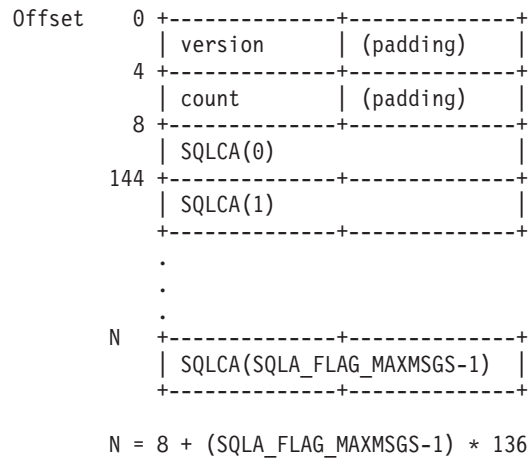 Offset    0 +--------------+--------------+
            | version      | (padding)    |
          4 +--------------+--------------+
            | count        | (padding)    |
          8 +--------------+--------------+
            | SQLCA(0)                    |
        144 +--------------+--------------+
            | SQLCA(1)                    |
            +--------------+--------------+
            .
            .
            .
        N   +--------------+--------------+
            | SQLCA(SQLA_FLAG_MAXMSGS-1)  |
            +--------------+--------------+
        N = 8 + (SQLA_FLAG_MAXMSGS-1) * 136